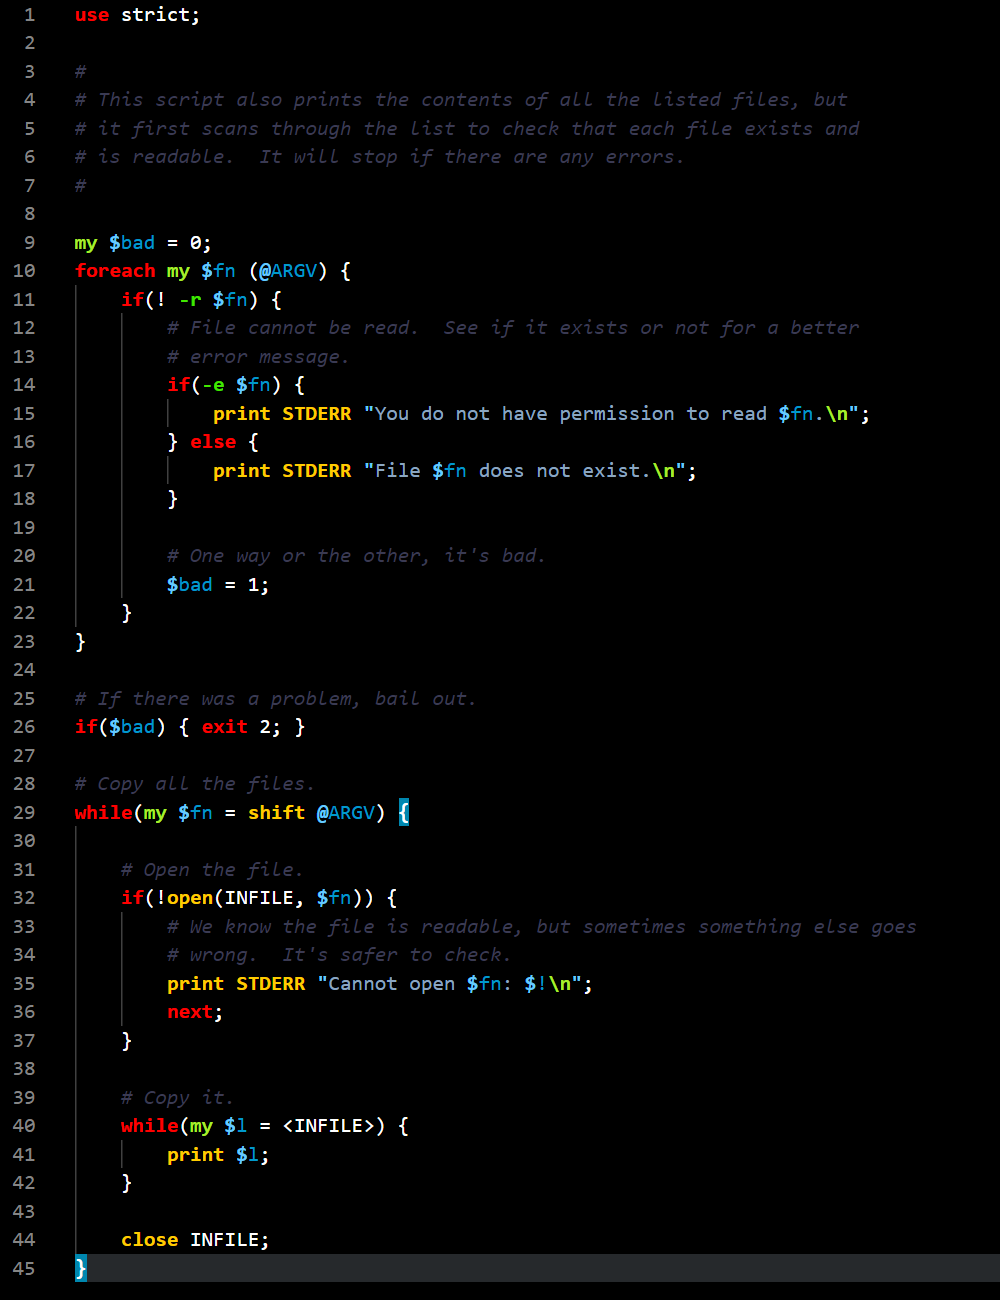 1 use strict;
2
3 #
4 # This script also prints the contents of all the listed files, but
5 # it first scans through the list to check that each file exists and
6 # is readable.  It will stop if there are any errors.
7 #
8
9 my $bad = 0;
10 foreach my $fn (@ARGV) {
11     if(! -r $fn) {
12         # File cannot be read.  See if it exists or not for a better
13         # error message.
14         if(-e $fn) {
15             print STDERR "You do not have permission to read $fn.\n";
16         } else {
17             print STDERR "File $fn does not exist.\n";
18         }
19
20         # One way or the other, it's bad.
21         $bad = 1;
22     }
23 }
24
25 # If there was a problem, bail out.
26 if($bad) { exit 2; }
27
28 # Copy all the files.
29 while(my $fn = shift @ARGV) {
30
31     # Open the file.
32     if(!open(INFILE, $fn)) {
33         # We know the file is readable, but sometimes something else goes
34         # wrong.  It's safer to check.
35         print STDERR "Cannot open $fn: $!\n";
36         next;
37     }
38
39     # Copy it.
40     while(my $l = <INFILE>) {
41         print $l;
42     }
43
44     close INFILE;
45 }